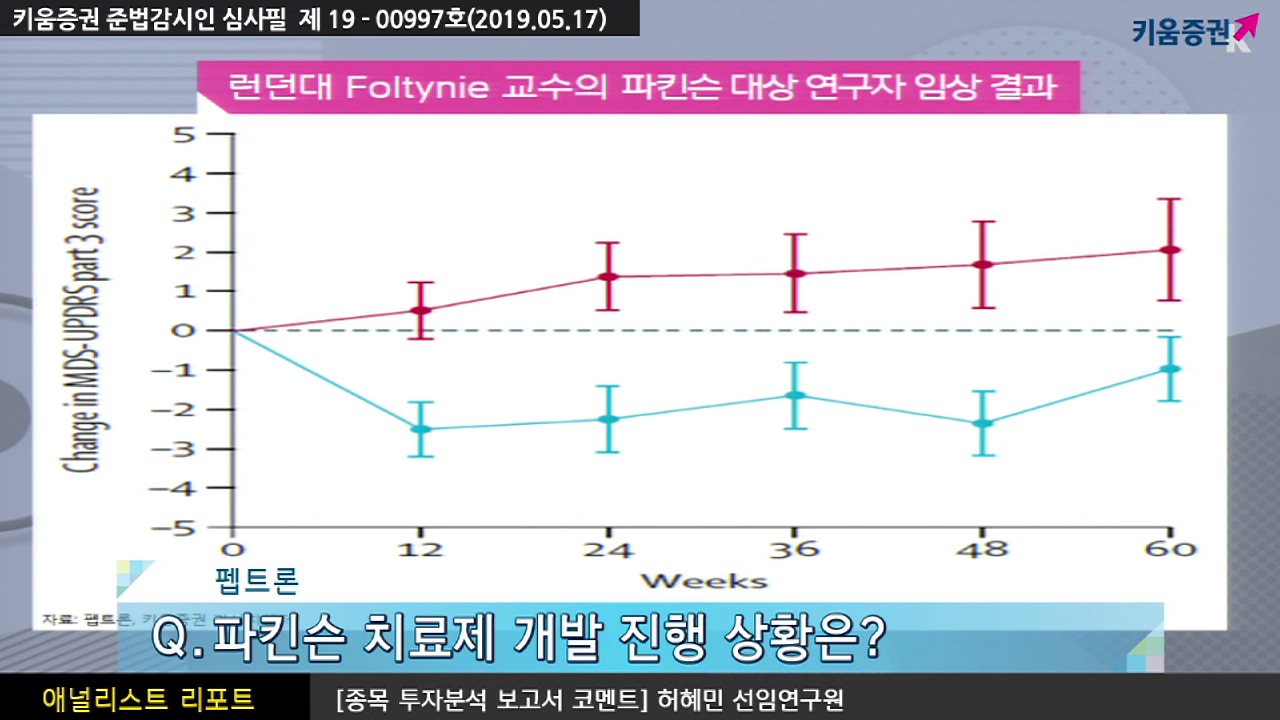 키움증권 준법감시인 심사필 제 19 - 00997호(2019.05.17)
키움증권
런던대 Foltynie 교수의 파킨슨 대상 연구자 임상 결과
Change in MDS-UPDRS part 3 score
5
4
3
2
1
0
−1
−2
−3
−4
−5
0 12 24 36 48 60
Weeks
펩트론
자료: 펩트론, 키움증권
Q. 파킨슨 치료제 개발 진행 상황은?
애널리스트 리포트
[종목 투자분석 보고서 코멘트] 허혜민 선임연구원